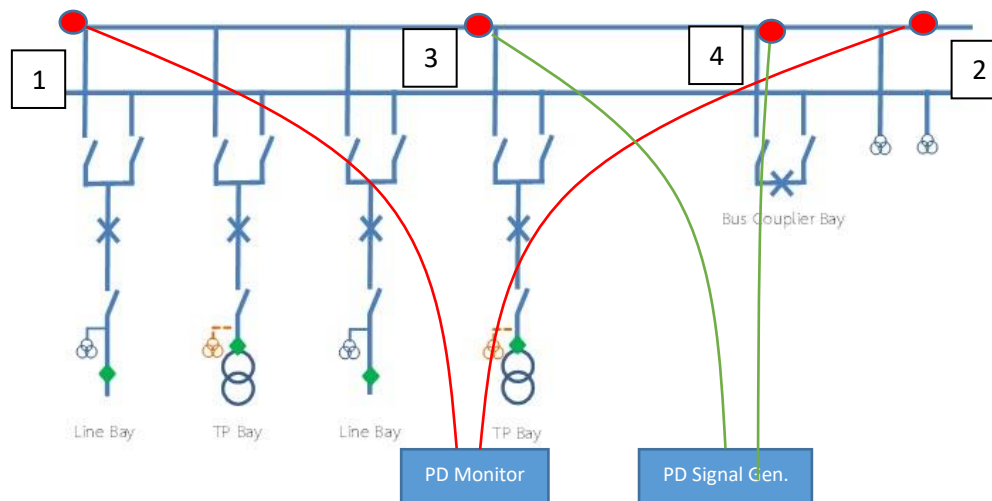 1
3
4
2
Bus Coupler Bay
Line Bay
TP Bay
Line Bay
TP Bay
PD Monitor
PD Signal Gen.